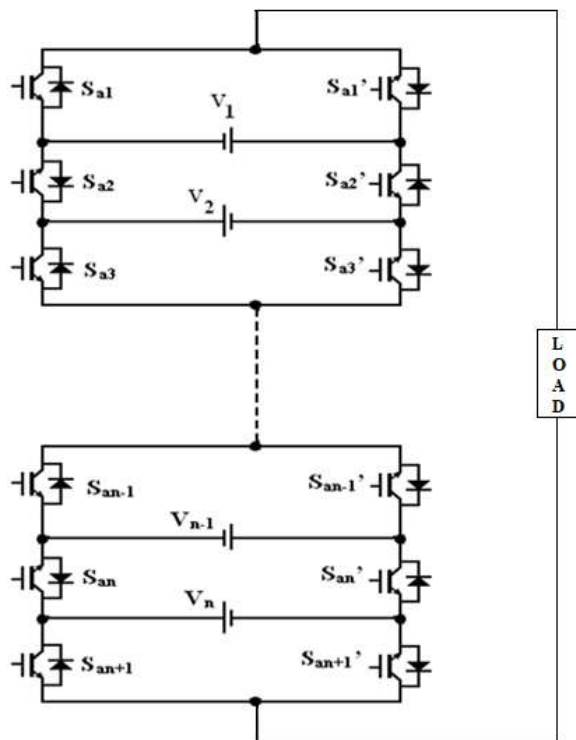 Sa1
Sa1’
V1
Sa2
Sa2’
V2
Sa3
Sa3’
L
O
A
D
San-1
San-1’
Vn-1
San
San’
Vn
San+1
San+1’